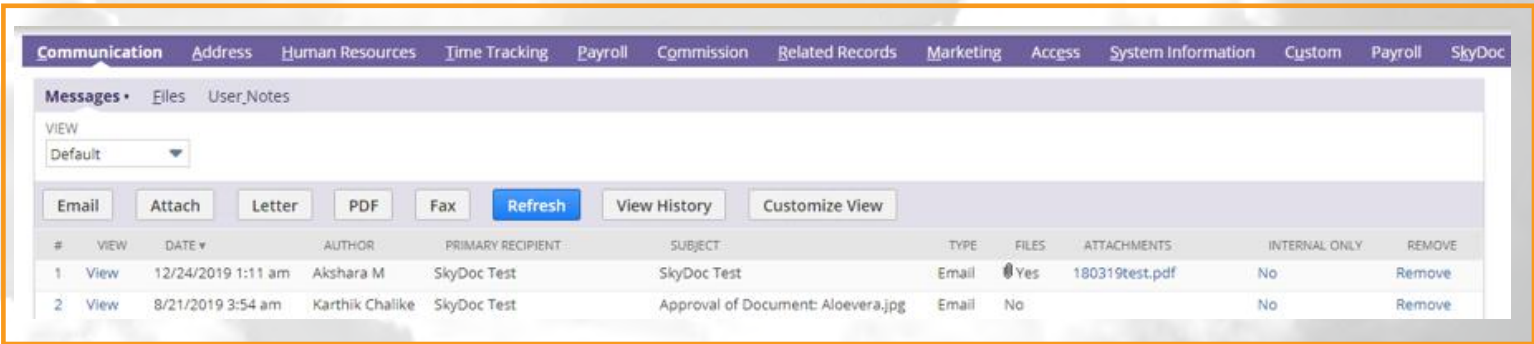 Communication Address Human Resources Time Tracking Payroll Commission Related Records Marketing Access System Information Custom Payroll SkyDoc
Messages • Files User Notes
VIEW
Default
Email Attach Letter PDF Fax Refresh View History Customize View
# VIEW DATE ▼ AUTHOR PRIMARY RECIPIENT SUBJECT TYPE FILES ATTACHMENTS INTERNAL ONLY REMOVE
1 View 12/24/2019 1:11 am Akshara M SkyDoc Test SkyDoc Test Email Yes 180319test.pdf No Remove
2 View 8/21/2019 3:54 am Karthik Chalike SkyDoc Test Approval of Document: Aloevera.jpg Email No No Remove